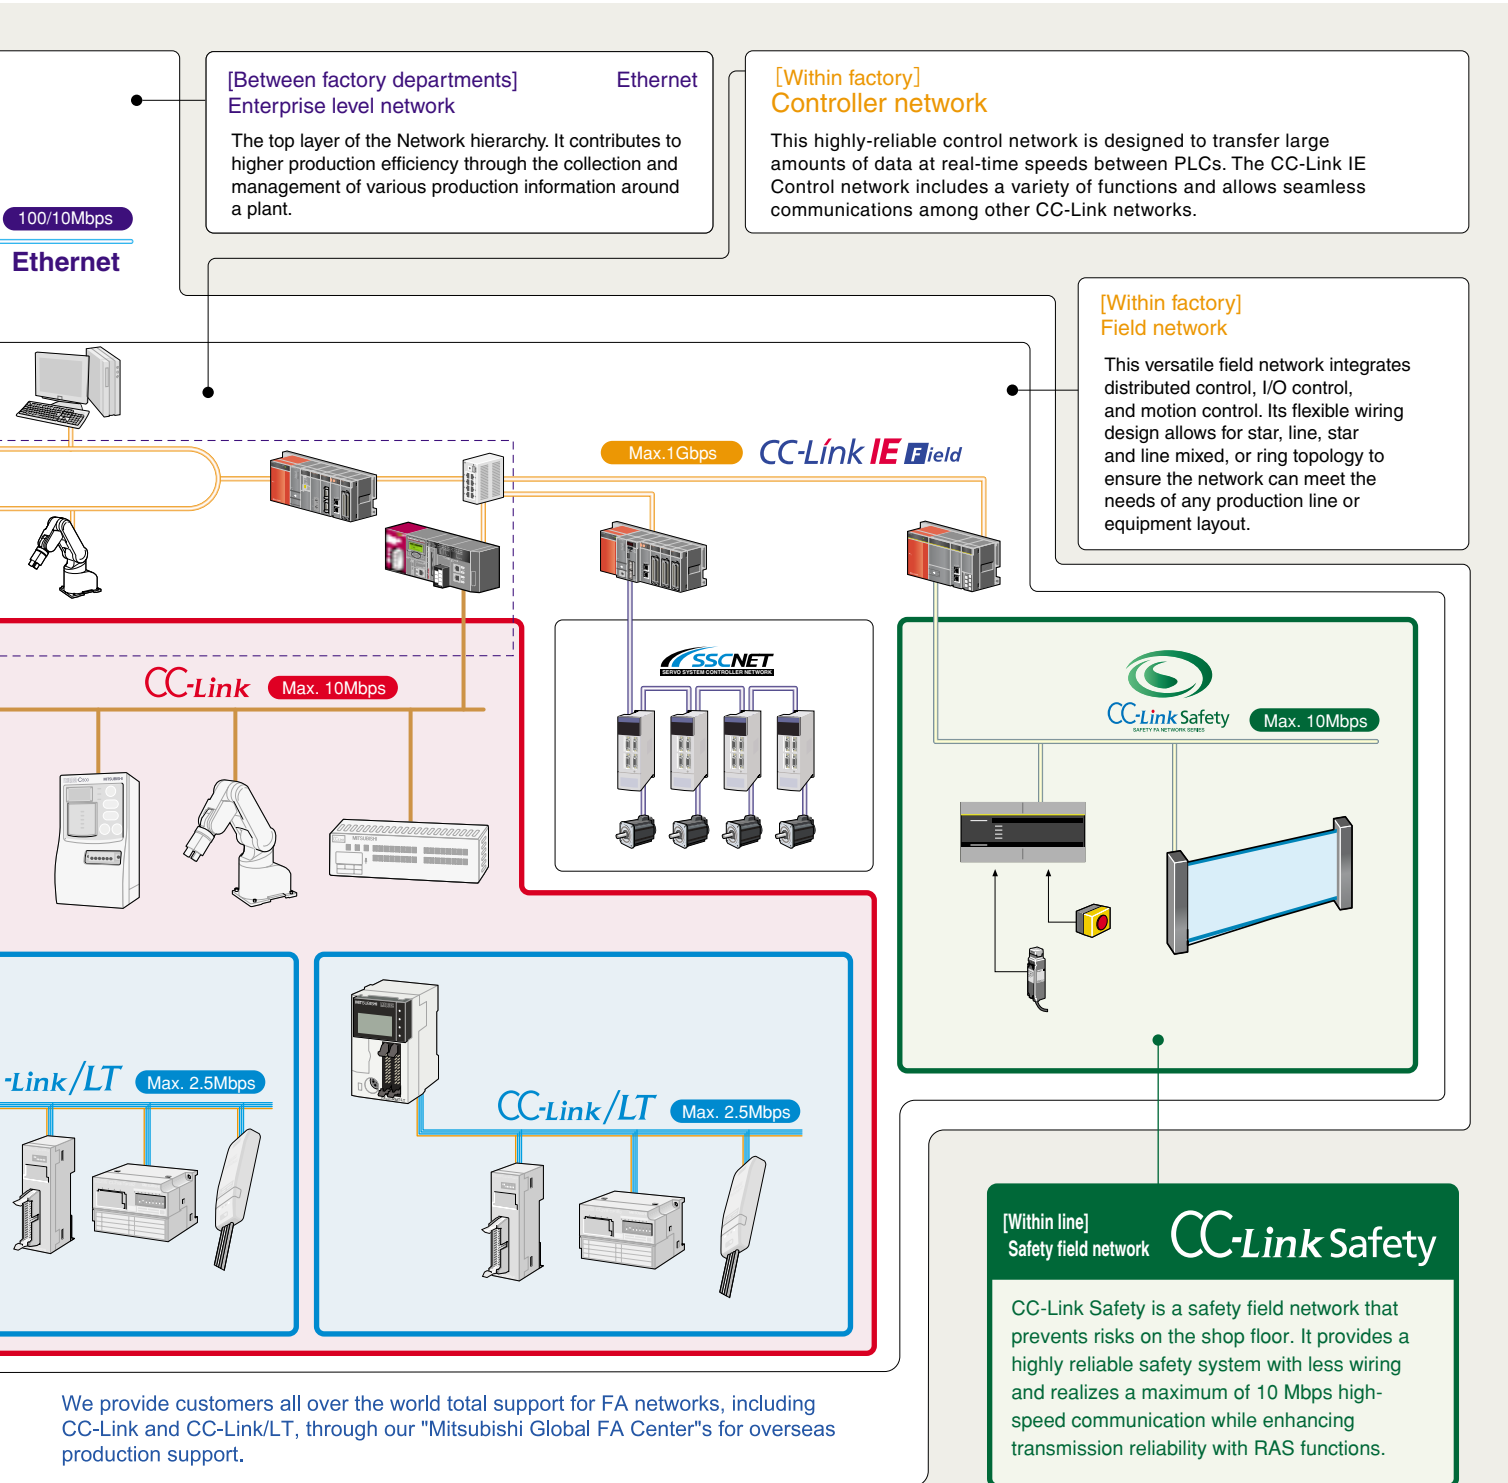 [Between factory departments] Ethernet
Enterprise level network
The top layer of the Network hierarchy. It contributes to
higher production efficiency through the collection and
management of various production information around
a plant.
[Within factory]
Controller network
This highly-reliable control network is designed to transfer large
amounts of data at real-time speeds between PLCs. The CC-Link IE
Control network includes a variety of functions and allows seamless
communications among other CC-Link networks.
100/10Mbps
Ethernet
[Within factory]
Field network
This versatile field network integrates
distributed control, I/O control,
and motion control. Its flexible wiring
design allows for star, line, star
and line mixed, or ring topology to
ensure the network can meet the
needs of any production line or
equipment layout.
Max.1Gbps CC-Link IE Field
SSCNET
SERVO SYSTEM CONTROLLER NETWORK
CC-Link Max. 10Mbps
CC-Link Safety Max. 10Mbps
SAFETY FA NETWORK SERIES
MITSUBISHI
-Link/LT Max. 2.5Mbps
CC-Link/LT Max. 2.5Mbps
[Within line]
Safety field network CC-Link Safety
CC-Link Safety is a safety field network that
prevents risks on the shop floor. It provides a
highly reliable safety system with less wiring
and realizes a maximum of 10 Mbps high-
speed communication while enhancing
transmission reliability with RAS functions.
We provide customers all over the world total support for FA networks, including
CC-Link and CC-Link/LT, through our "Mitsubishi Global FA Center"s for overseas
production support.